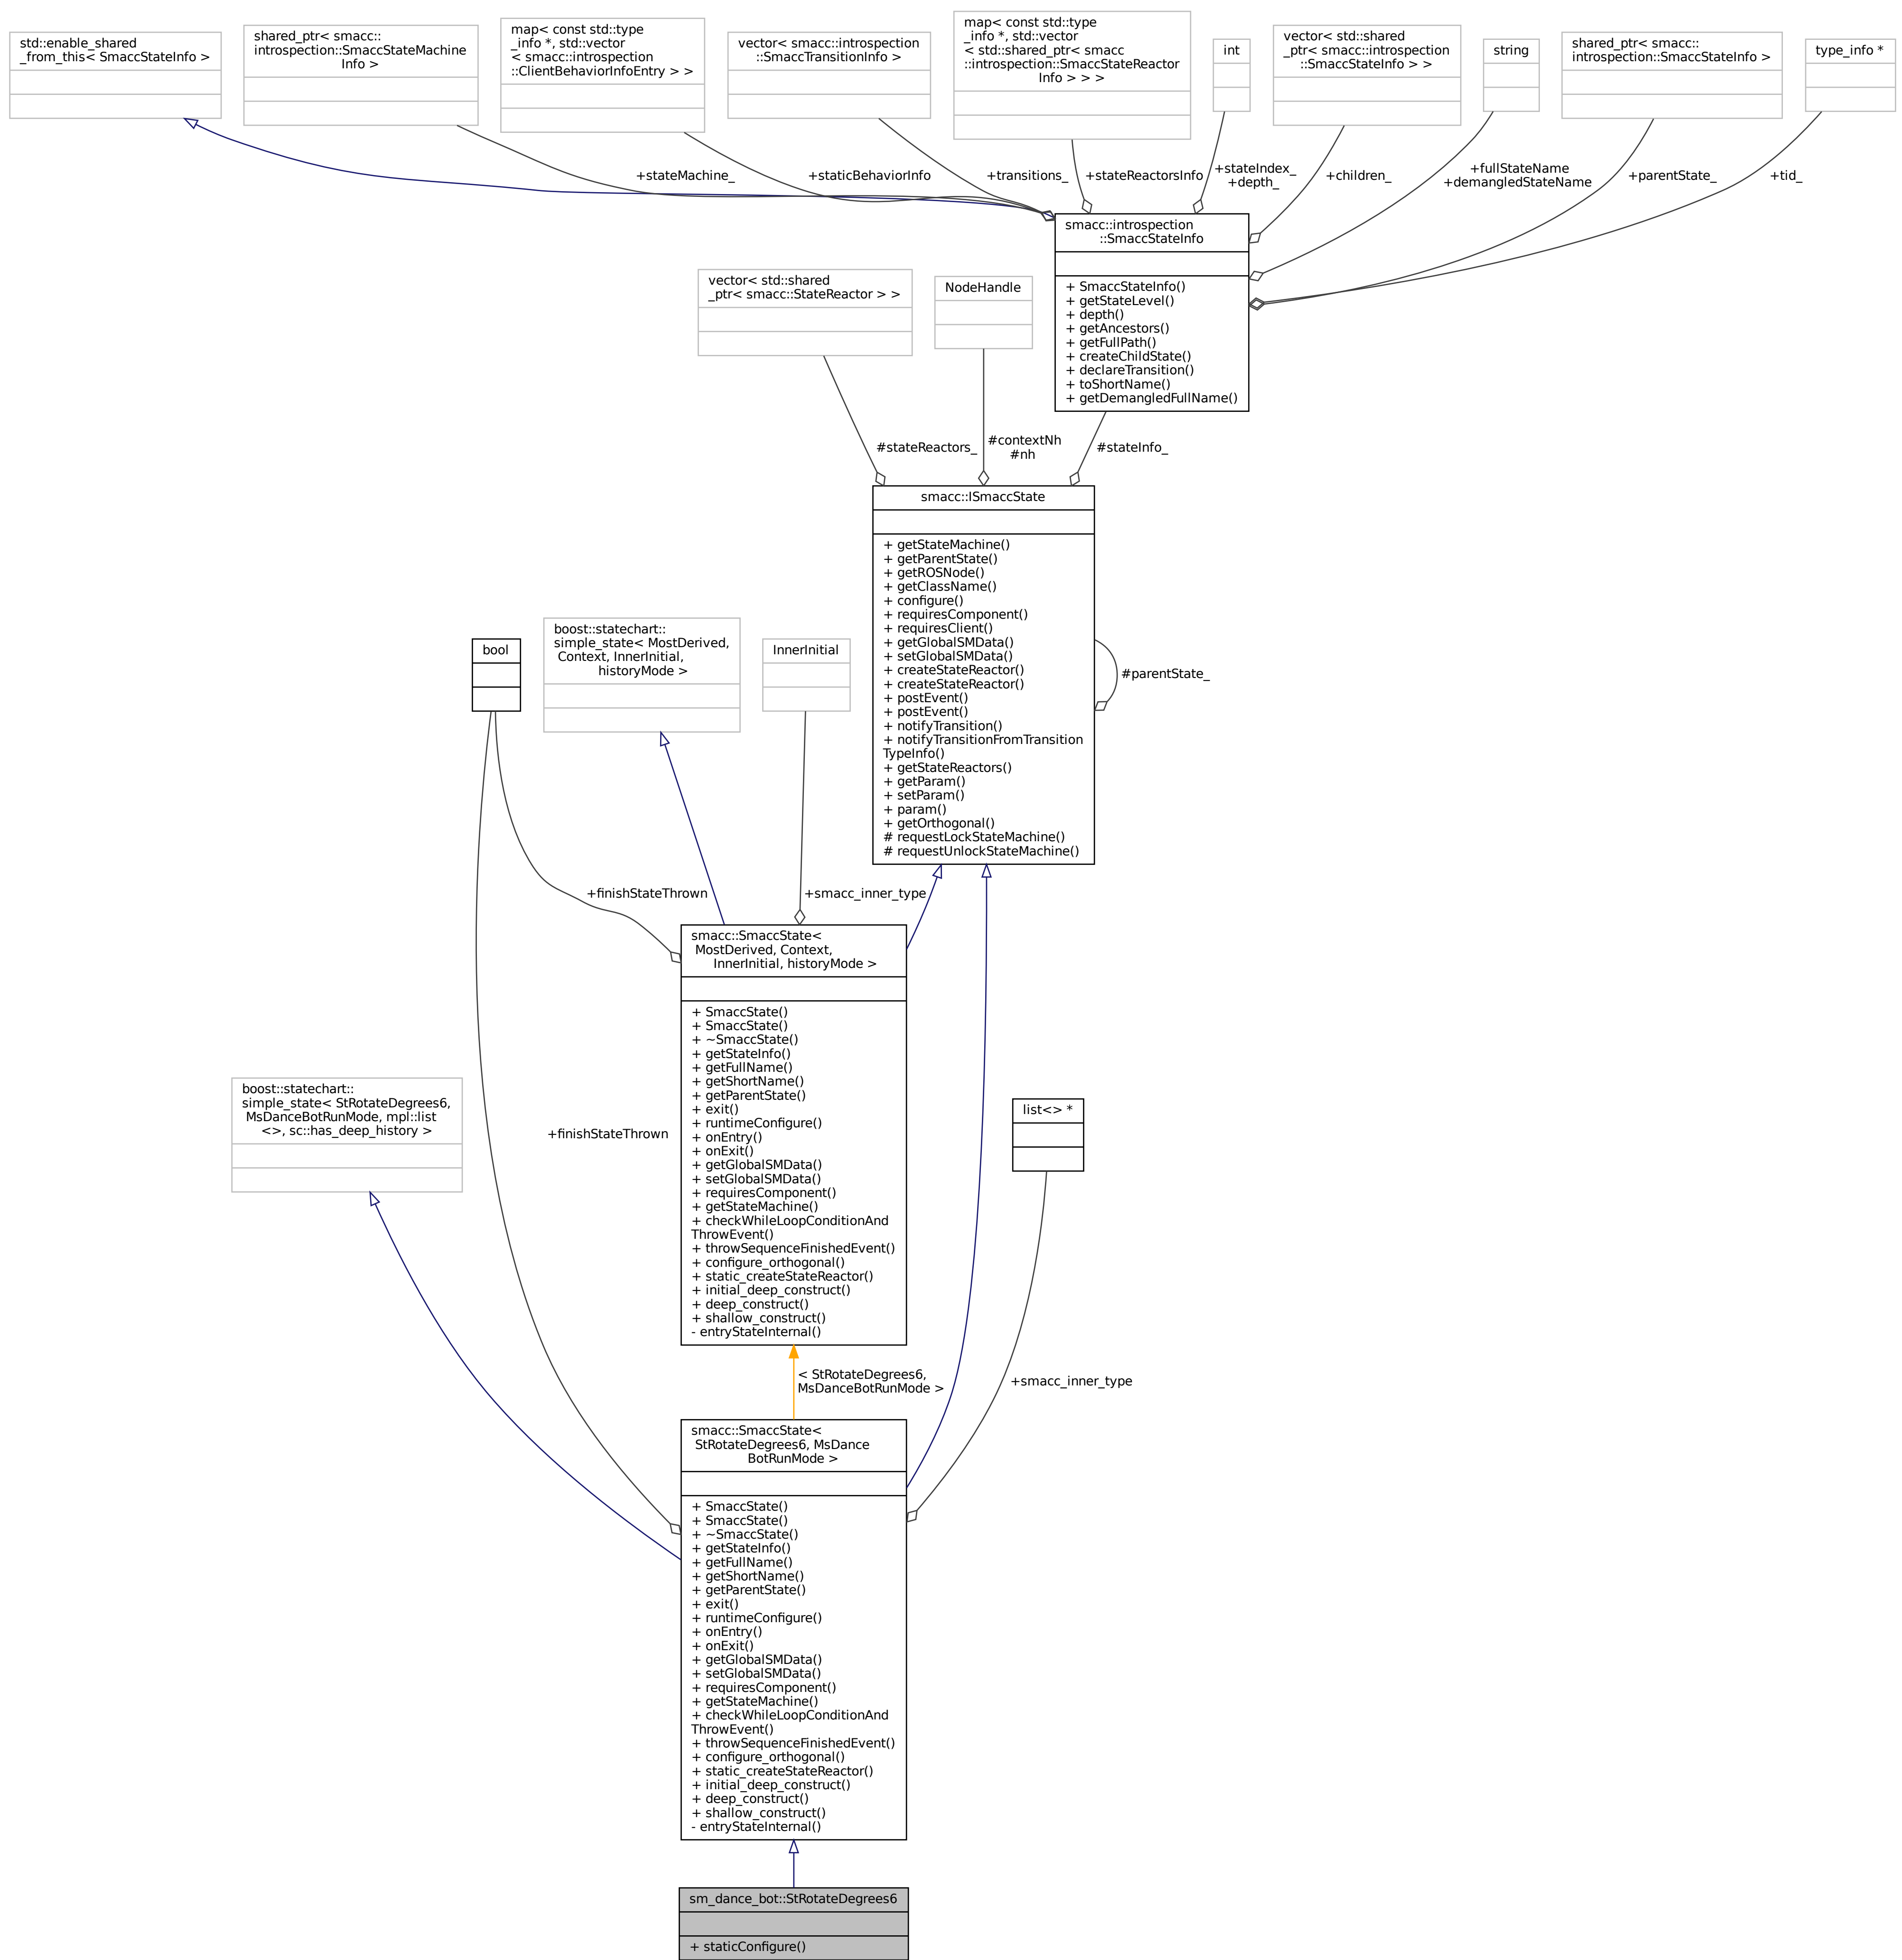 std::enable_shared
_from_this< SmaccStateInfo >
shared_ptr< smacc::
introspection::SmaccStateMachine
Info >
map< const std::type
_info *, std::vector
< smacc::introspection
::ClientBehaviorInfoEntry > >
vector< smacc::introspection
::SmaccTransitionInfo >
map< const std::type
_info *, std::vector
< std::shared_ptr< smacc
::introspection::SmaccStateReactor
Info > > >
int
vector< std::shared
_ptr< smacc::introspection
::SmaccStateInfo > >
string
shared_ptr< smacc::
introspection::SmaccStateInfo >
type_info *
+stateMachine_
+staticBehaviorInfo
+transitions_
+stateReactorsInfo
+stateIndex_
+depth_
+children_
+fullStateName
+demangledStateName
+parentState_
+tid_
smacc::introspection
::SmaccStateInfo
+ SmaccStateInfo()
+ getStateLevel()
+ depth()
+ getAncestors()
+ getFullPath()
+ createChildState()
+ declareTransition()
+ toShortName()
+ getDemangledFullName()
vector< std::shared
_ptr< smacc::StateReactor > >
NodeHandle
#stateReactors_
#contextNh
#nh
#stateInfo_
smacc::ISmaccState
+ getStateMachine()
+ getParentState()
+ getROSNode()
+ getClassName()
+ configure()
+ requiresComponent()
+ requiresClient()
+ getGlobalSMData()
+ setGlobalSMData()
+ createStateReactor()
+ createStateReactor()
+ postEvent()
+ postEvent()
+ notifyTransition()
+ notifyTransitionFromTransition
TypeInfo()
+ getStateReactors()
+ getParam()
+ setParam()
+ param()
+ getOrthogonal()
# requestLockStateMachine()
# requestUnlockStateMachine()
#parentState_
bool
boost::statechart::
simple_state< MostDerived,
Context, InnerInitial,
historyMode >
InnerInitial
+finishStateThrown
+smacc_inner_type
smacc::SmaccState<
MostDerived, Context,
InnerInitial, historyMode >
+ SmaccState()
+ SmaccState()
+ ~SmaccState()
+ getStateInfo()
+ getFullName()
+ getShortName()
+ getParentState()
+ exit()
+ runtimeConfigure()
+ onEntry()
+ onExit()
+ getGlobalSMData()
+ setGlobalSMData()
+ requiresComponent()
+ getStateMachine()
+ checkWhileLoopConditionAnd
ThrowEvent()
+ throwSequenceFinishedEvent()
+ configure_orthogonal()
+ static_createStateReactor()
+ initial_deep_construct()
+ deep_construct()
+ shallow_construct()
- entryStateInternal()
boost::statechart::
simple_state< StRotateDegrees6,
MsDanceBotRunMode, mpl::list
<>, sc::has_deep_history >
+finishStateThrown
list<> *
< StRotateDegrees6,
MsDanceBotRunMode >
+smacc_inner_type
smacc::SmaccState<
StRotateDegrees6, MsDance
BotRunMode >
+ SmaccState()
+ SmaccState()
+ ~SmaccState()
+ getStateInfo()
+ getFullName()
+ getShortName()
+ getParentState()
+ exit()
+ runtimeConfigure()
+ onEntry()
+ onExit()
+ getGlobalSMData()
+ setGlobalSMData()
+ requiresComponent()
+ getStateMachine()
+ checkWhileLoopConditionAnd
ThrowEvent()
+ throwSequenceFinishedEvent()
+ configure_orthogonal()
+ static_createStateReactor()
+ initial_deep_construct()
+ deep_construct()
+ shallow_construct()
- entryStateInternal()
sm_dance_bot::StRotateDegrees6
+ staticConfigure()